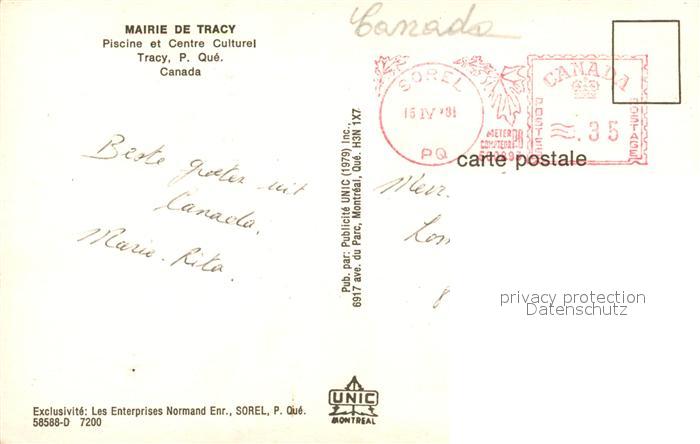 MAIRIE DE TRACY
Piscine et Centre Culturel
Tracy, P. Qué.
Canada
Canada
SOREL
15 IV '81
PQ
METER
COMPTEUR
CANADA
POSTES
POSTAGE
.35
carte postale
Beste groeten uit
Canada.
Maria-Rita.
Mevr.
Pub. par: Publicité UNIC (1979) Inc.,
6917 ave. du Parc, Montréal, Qué. H3N 1X7
privacy protection
Datenschutz
UNIC
MONTREAL
Exclusivité: Les Enterprises Normand Enr., SOREL, P. Qué.
58588-D 7200